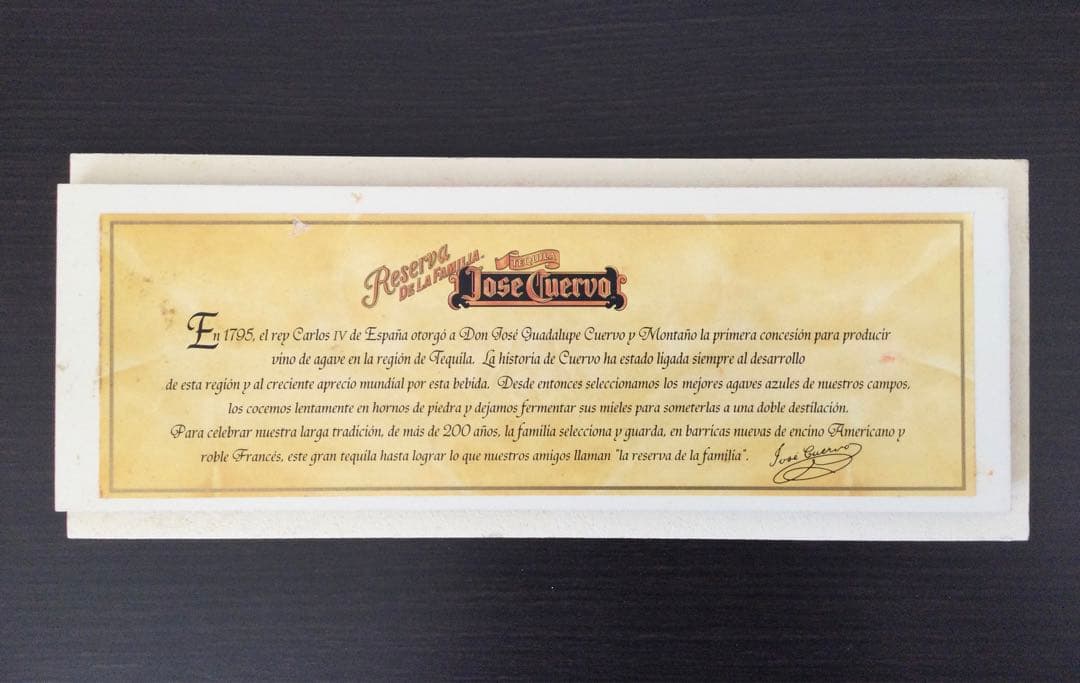 Reserva
DE LA FAMILIA
TEQUILA
Jose Cuervo
En 1795, el rey Carlos IV de España otorgó a Don José Guadalupe Cuervo y Montaño la primera concesión para producir
vino de agave en la región de Tequila. La historia de Cuervo ha estado ligada siempre al desarrollo
de esta región y al creciente aprecio mundial por esta bebida. Desde entonces seleccionamos los mejores agaves azules de nuestros campos,
los cocemos lentamente en hornos de piedra y dejamos fermentar sus mieles para someterlas a una doble destilación.
Para celebrar nuestra larga tradición, de más de 200 años, la familia selecciona y guarda, en barricas nuevas de encino Americano y
roble Francés, este gran tequila hasta lograr lo que nuestros amigos llaman "la reserva de la familia".
José Cuervo